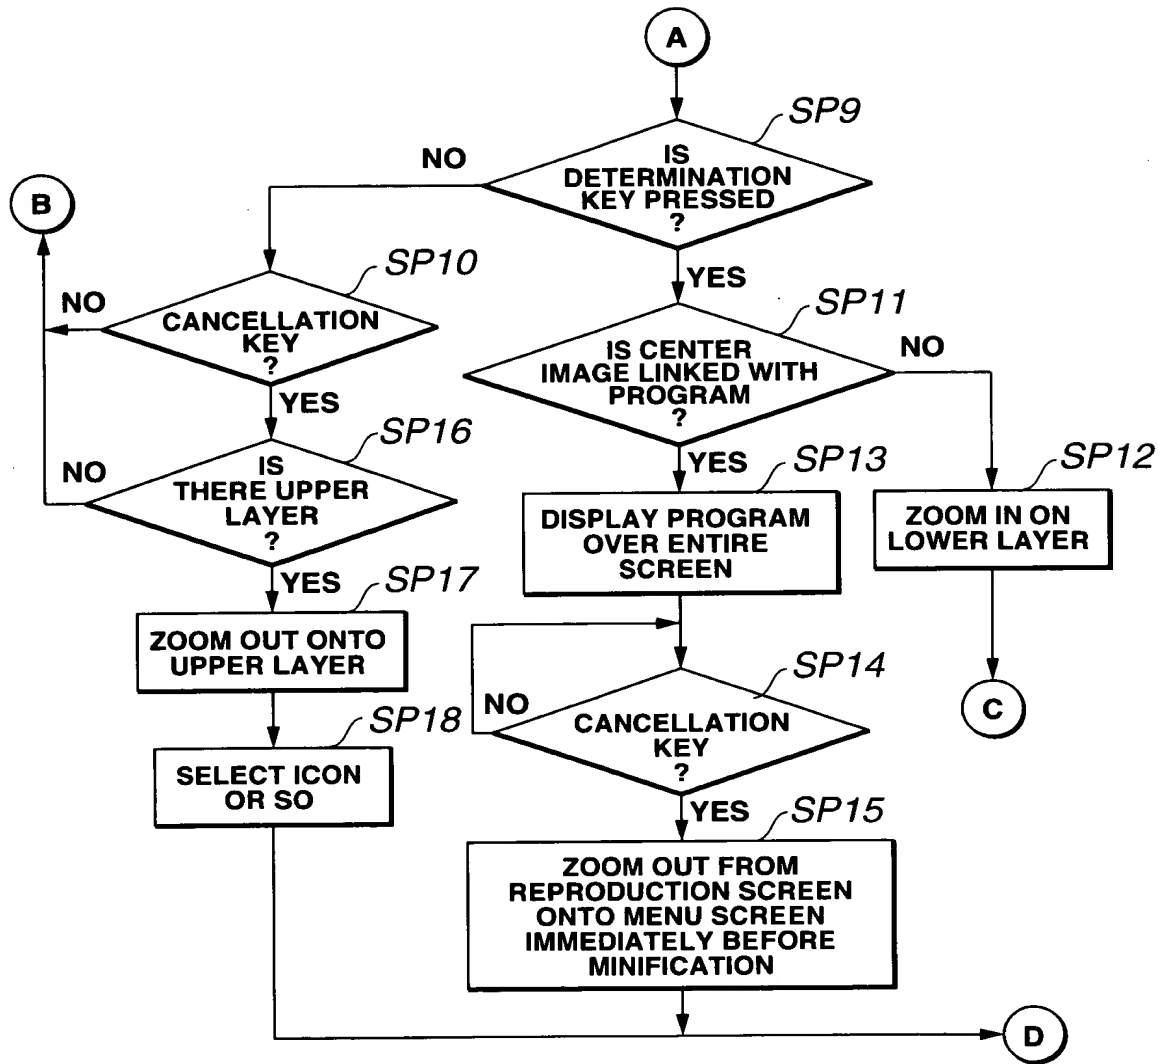 A
SP9
IS
DETERMINATION
KEY PRESSED
?
NO
YES
B
SP10
CANCELLATION
KEY
?
NO
YES
SP11
IS CENTER
IMAGE LINKED WITH
PROGRAM
?
NO
YES
SP16
IS
THERE UPPER
LAYER
?
NO
YES
SP13
DISPLAY PROGRAM
OVER ENTIRE
SCREEN
SP12
ZOOM IN ON
LOWER LAYER
SP17
ZOOM OUT ONTO
UPPER LAYER
SP14
CANCELLATION
KEY
?
NO
YES
C
SP18
SELECT ICON
OR SO
SP15
ZOOM OUT FROM
REPRODUCTION SCREEN
ONTO MENU SCREEN
IMMEDIATELY BEFORE
MINIFICATION
D